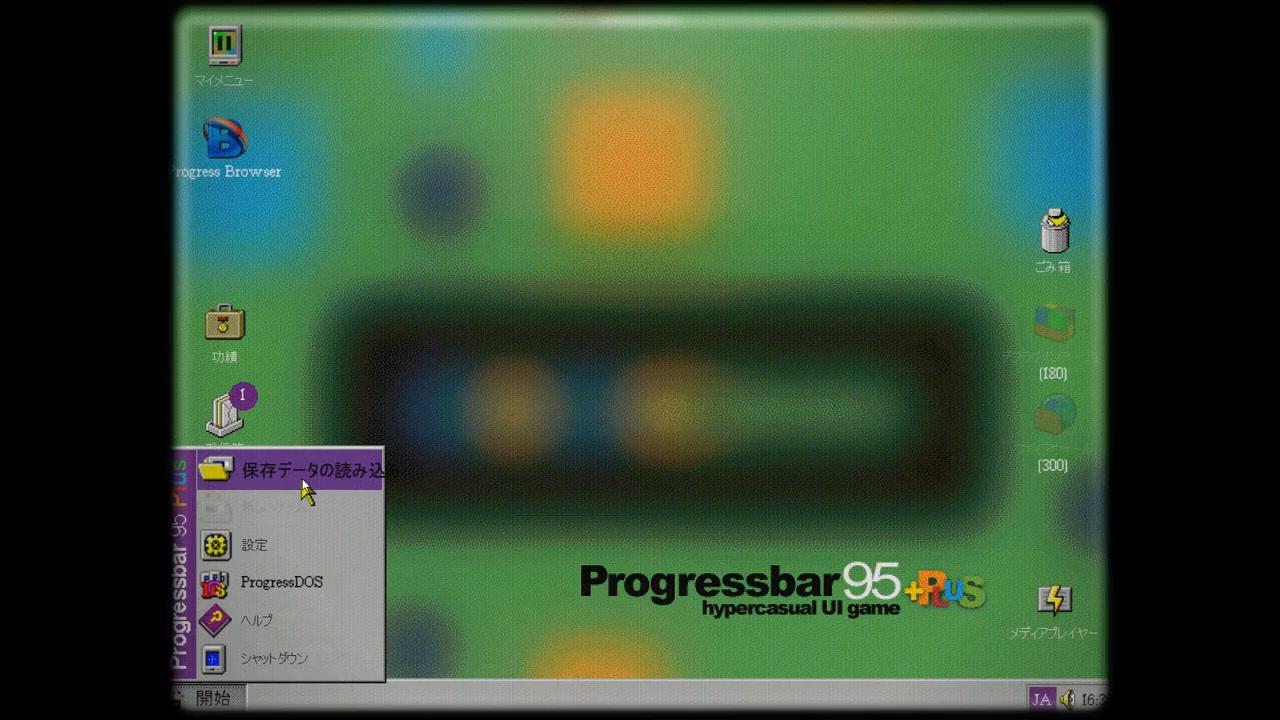 マイメニュー
Progress Browser
ごみ箱
功績
(180)
1
(300)
保存データの読み込
設定
ProgressDOS
ヘルプ
シャットダウン
Progressbar 95 Plus
Progressbar95 +PLUS
hypercasual UI game
メディアプレイヤー
開始
JA